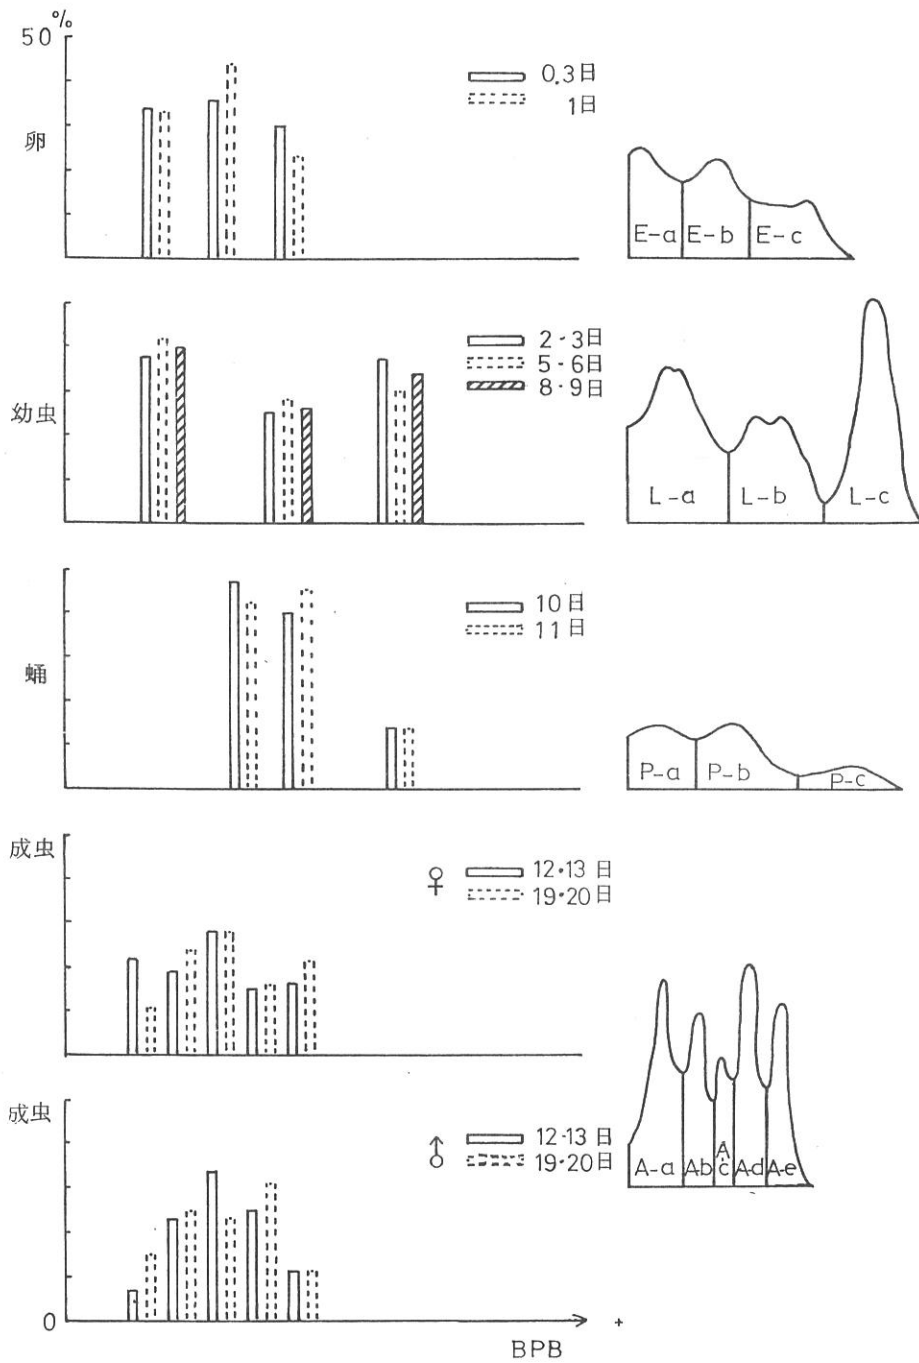 %
50
卵
0.3日
1日
E-a E-b E-c
幼虫
2・3日
5・6日
8・9日
L-a L-b L-c
蛹
10日
11日
P-a P-b P-c
成虫
♀ 12・13日
19・20日
成虫
♂ 12・13日
19・20日
A-a A-b A-c A-d A-e
0
BPB
+